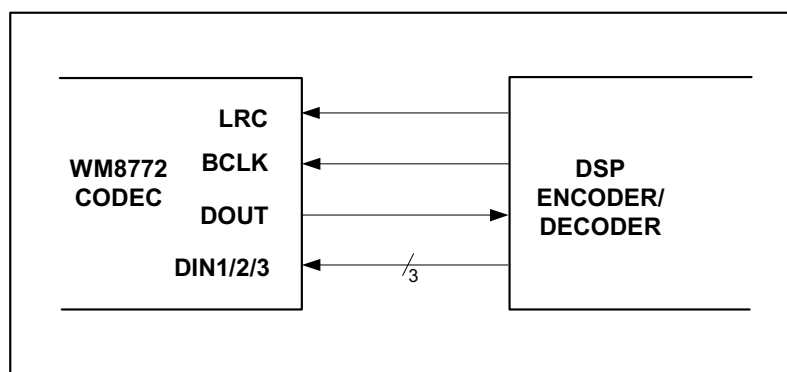 LRC
WM8772
CODEC
BCLK
DOUT
DIN1/2/3
3
DSP
ENCODER/
DECODER